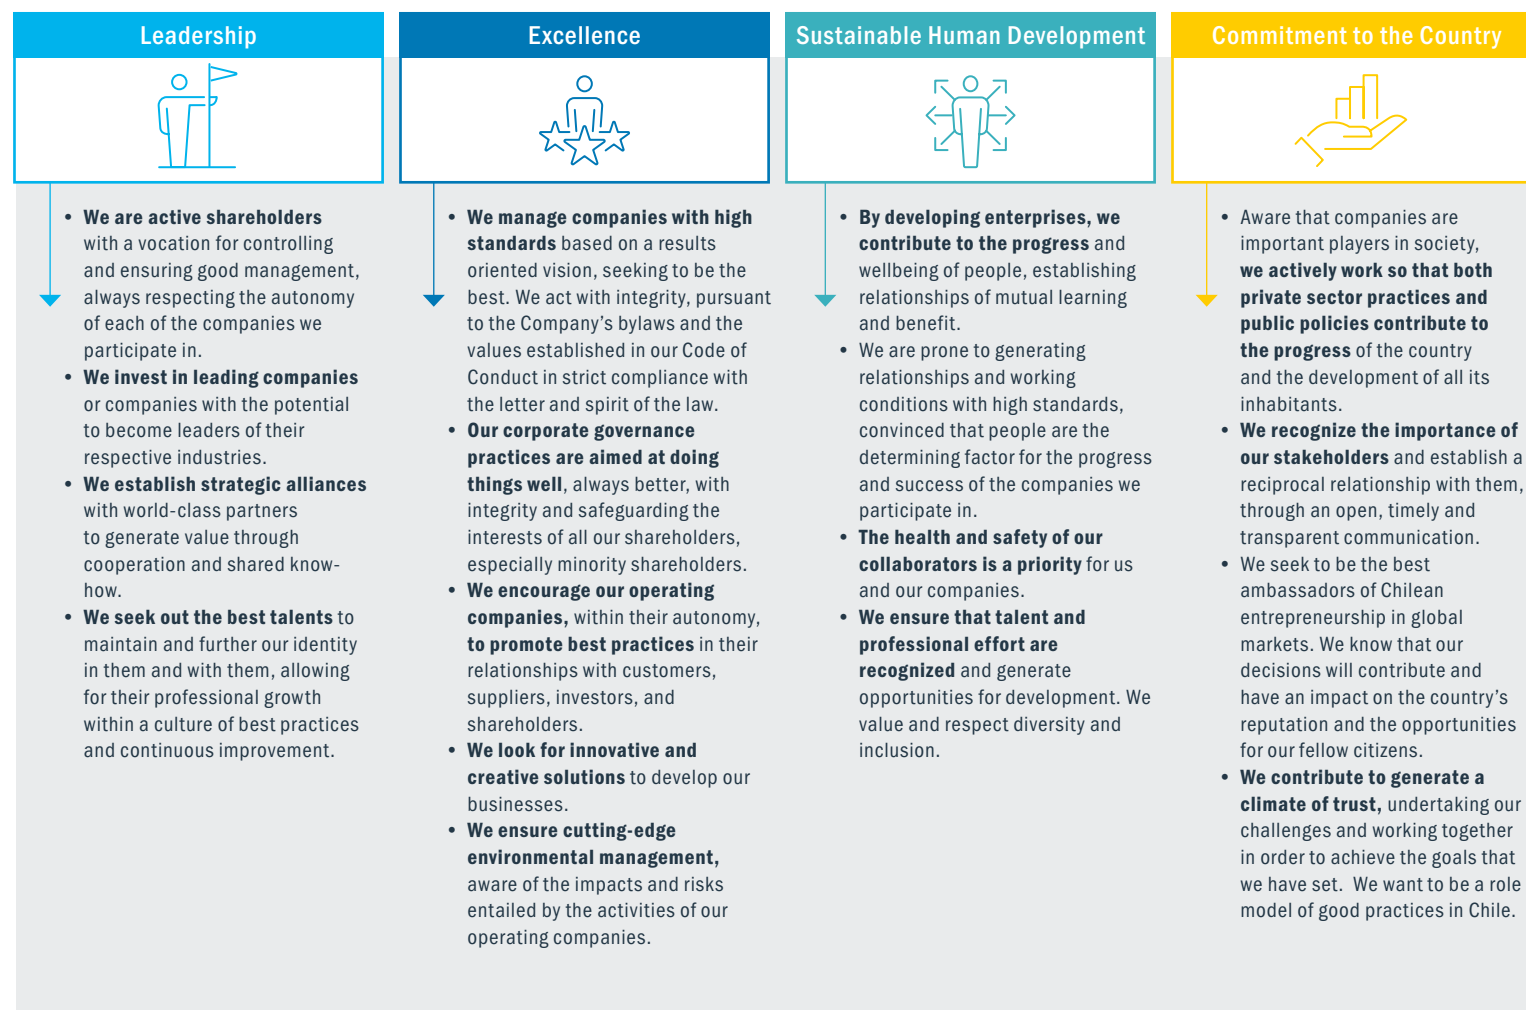 Leadership
• We are active shareholders
with a vocation for controlling
and ensuring good management,
always respecting the autonomy
of each of the companies we
participate in.
• We invest in leading companies
or companies with the potential
to become leaders of their
respective industries.
• We establish strategic alliances
with world-class partners
to generate value through
cooperation and shared know-
how.
• We seek out the best talents to
maintain and further our identity
in them and with them, allowing
for their professional growth
within a culture of best practices
and continuous improvement.
Excellence
• We manage companies with high
standards based on a results
oriented vision, seeking to be the
best. We act with integrity, pursuant
to the Company's bylaws and the
values established in our Code of
Conduct in strict compliance with
the letter and spirit of the law.
• Our corporate governance
practices are aimed at doing
things well, always better, with
integrity and safeguarding the
interests of all our shareholders,
especially minority shareholders.
• We encourage our operating
companies, within their autonomy,
to promote best practices in their
relationships with customers,
suppliers, investors, and
shareholders.
• We look for innovative and
creative solutions to develop our
businesses.
• We ensure cutting-edge
environmental management,
aware of the impacts and risks
entailed by the activities of our
operating companies.
Sustainable Human Development
• By developing enterprises, we
contribute to the progress and
wellbeing of people, establishing
relationships of mutual learning
and benefit.
• We are prone to generating
relationships and working
conditions with high standards,
convinced that people are the
determining factor for the progress
and success of the companies we
participate in.
• The health and safety of our
collaborators is a priority for us
and our companies.
• We ensure that talent and
professional effort are
recognized and generate
opportunities for development. We
value and respect diversity and
inclusion.
Commitment to the Country
• Aware that companies are
important players in society,
we actively work so that both
private sector practices and
public policies contribute to
the progress of the country
and the development of all its
inhabitants.
• We recognize the importance of
our stakeholders and establish a
reciprocal relationship with them,
through an open, timely and
transparent communication.
• We seek to be the best
ambassadors of Chilean
entrepreneurship in global
markets. We know that our
decisions will contribute and
have an impact on the country's
reputation and the opportunities
for our fellow citizens.
• We contribute to generate a
climate of trust, undertaking our
challenges and working together
in order to achieve the goals that
we have set.  We want to be a role
model of good practices in Chile.